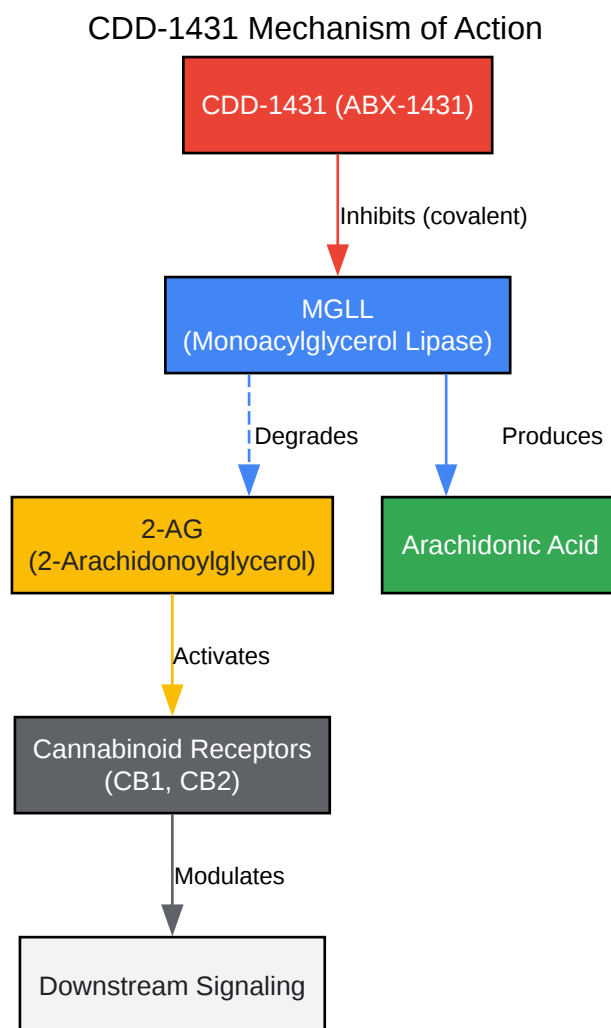 CDD-1431 Mechanism of Action
CDD-1431 (ABX-1431)
Inhibits (covalent)
MGLL
(Monoacylglycerol Lipase)
Degrades
Produces
2-AG
(2-Arachidonoylglycerol)
Arachidonic Acid
Activates
Cannabinoid Receptors
(CB1, CB2)
Modulates
Downstream Signaling